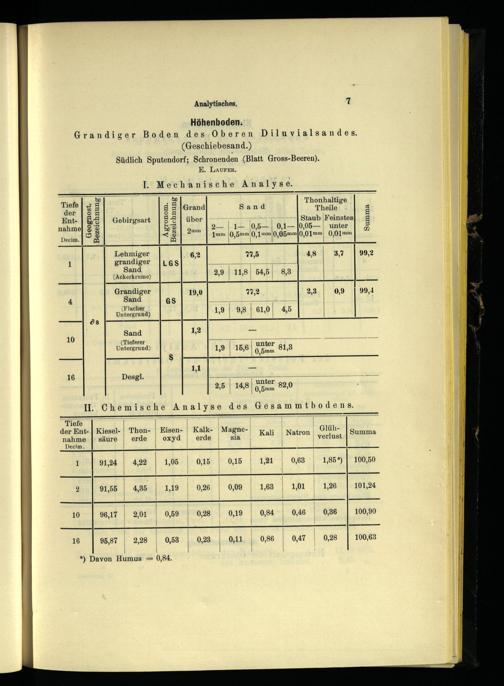 Analytisches. 7
Höhenboden.
Grandiger Boden des Oberen Diluvialsandes.
(Geschiebesand.)
Südlich Sputendorf; Schronenden (Blatt Gross-Beeren).
E. Laufer.
I. Mechanische Analyse.
Tiefe der Entnahme Decim. | Geognost. Bezeichnung | Gebirgsart | Agronom. Bezeichnung | Grand über 2mm | Sand 2—1mm | 1—0,5mm | 0,5—0,1mm | 0,1—0,05mm | Thonhaltige Theile Staub 0,05—0,01mm | Feinstes unter 0,01mm | Summa
1 | ∂s | Lehmiger grandiger Sand (Ackerkrume) | LGS | 6,2 | 77,5 | 4,8 | 3,7 | 99,2
2,9 | 11,8 | 54,5 | 8,3
4 | Grandiger Sand (Flacher Untergrund) | GS | 19,0 | 77,2 | 2,3 | 0,9 | 99,4
1,9 | 9,8 | 61,0 | 4,5
10 | Sand (Tieferer Untergrund) | S | 1,2 | —
1,9 | 15,6 | unter 0,5mm 81,3
16 | Desgl. | 1,1 | —
2,5 | 14,8 | unter 0,5mm 82,0
II. Chemische Analyse des Gesammtbodens.
Tiefe der Entnahme Decim. | Kieselsäure | Thonerde | Eisenoxyd | Kalkerde | Magnesia | Kali | Natron | Glühverlust | Summa
1 | 91,24 | 4,22 | 1,05 | 0,15 | 0,15 | 1,21 | 0,63 | 1,85*) | 100,50
2 | 91,55 | 4,35 | 1,19 | 0,26 | 0,09 | 1,63 | 1,01 | 1,26 | 101,24
10 | 96,17 | 2,01 | 0,59 | 0,28 | 0,19 | 0,84 | 0,46 | 0,36 | 100,90
16 | 95,87 | 2,28 | 0,53 | 0,23 | 0,11 | 0,86 | 0,47 | 0,28 | 100,63
*) Davon Humus = 0,84.